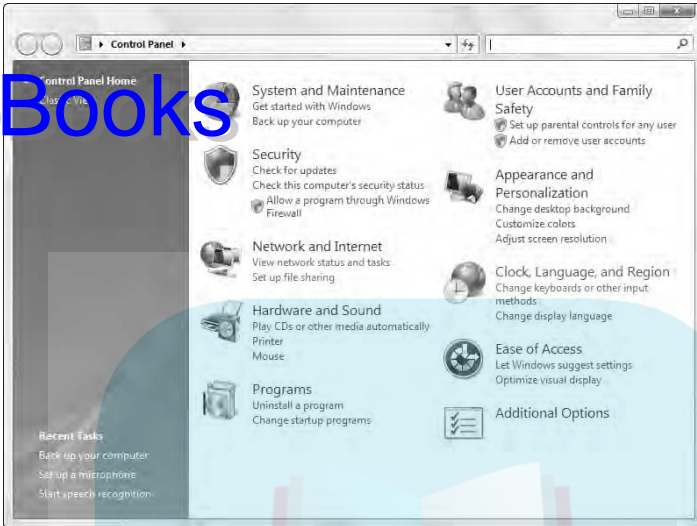 Control Panel
Control Panel Home
Classic View
Books
System and Maintenance
Get started with Windows
Back up your computer
Security
Check for updates
Check this computer's security status
Allow a program through Windows
Firewall
Network and Internet
View network status and tasks
Set up file sharing
Hardware and Sound
Play CDs or other media automatically
Printer
Mouse
Programs
Uninstall a program
Change startup programs
User Accounts and Family
Safety
Set up parental controls for any user
Add or remove user accounts
Appearance and
Personalization
Change desktop background
Customize colors
Adjust screen resolution
Clock, Language, and Region
Change keyboards or other input
methods
Change display language
Ease of Access
Let Windows suggest settings
Optimize visual display
Additional Options
Recent Tasks
Back up your computer
Set up a microphone
Start speech recognition